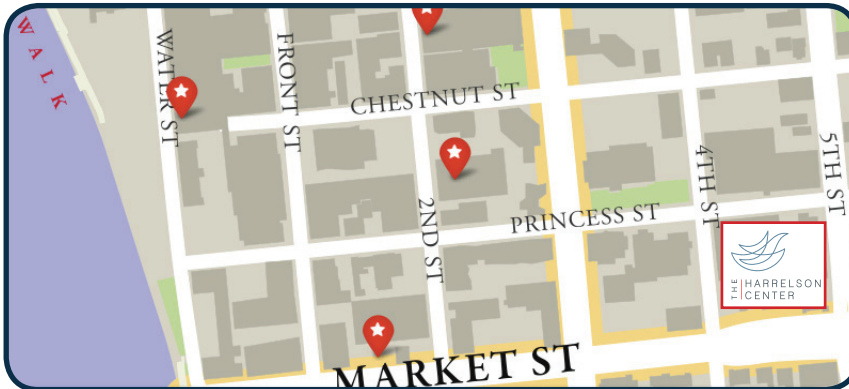 WALK
WATER ST
FRONT ST
CHESTNUT ST
2ND ST
PRINCESS ST
4TH ST
5TH ST
THE
HARRELSON
CENTER
MARKET ST